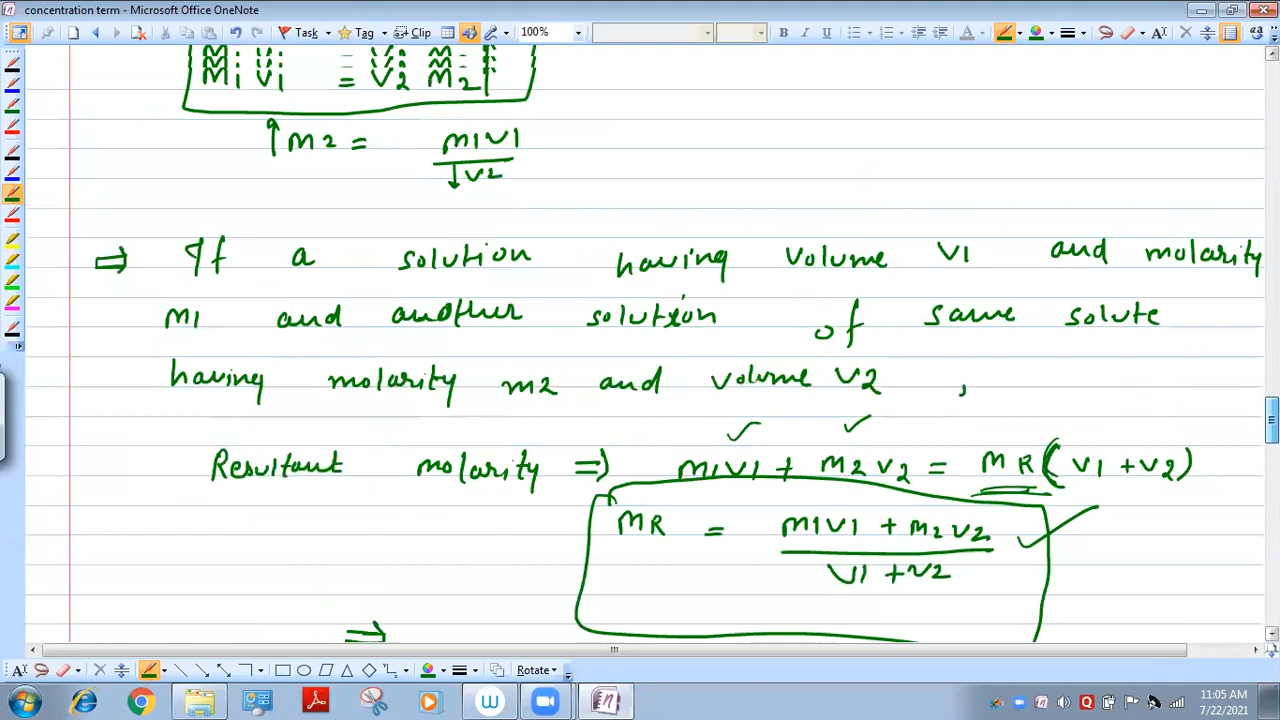 concentration term - Microsoft Office OneNote
Task Tag Clip 100%
M1 V1 = V2 M2
M2 = M1V1
V2
⇒ If a solution having volume V1 and molarity
M1 and another solution of same solute
having molarity M2 and volume V2 ,
Resultant molarity ⇒ M1V1 + M2V2 = MR (V1 + V2)
MR = M1V1 + M2V2
V1 + V2
⇒
Rotate
11:05 AM
7/22/2021